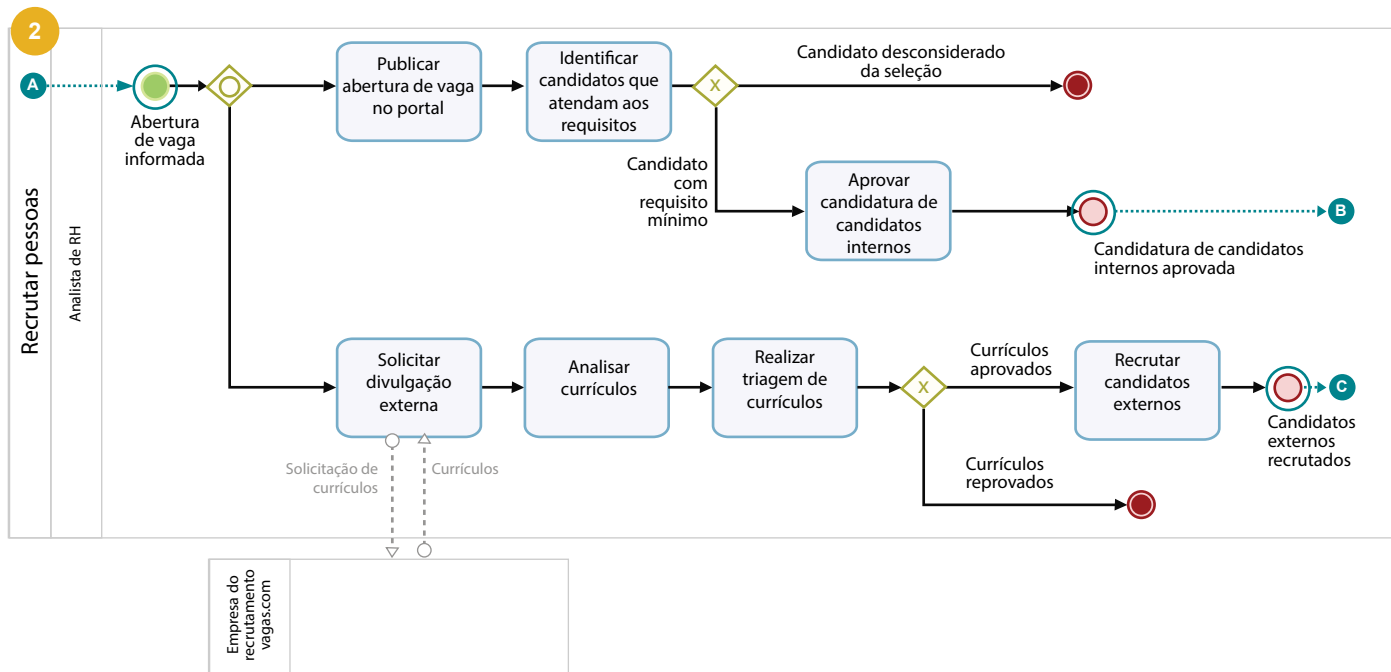 2
Recrutar pessoas
Analista de RH
A
Abertura
de vaga
informada
Publicar
abertura de vaga
no portal
Identificar
candidatos que
atendam aos
requisitos
X
Candidato desconsiderado
da seleção
Candidato
com
requisito
mínimo
Aprovar
candidatura de
candidatos
internos
Candidatura de candidatos
internos aprovada
B
Solicitar
divulgação
externa
Analisar
currículos
Realizar
triagem de
currículos
X
Currículos
aprovados
Recrutar
candidatos
externos
Candidatos
externos
recrutados
C
Currículos
reprovados
Solicitação de
currículos
Currículos
Empresa do
recrutamento
vagas.com